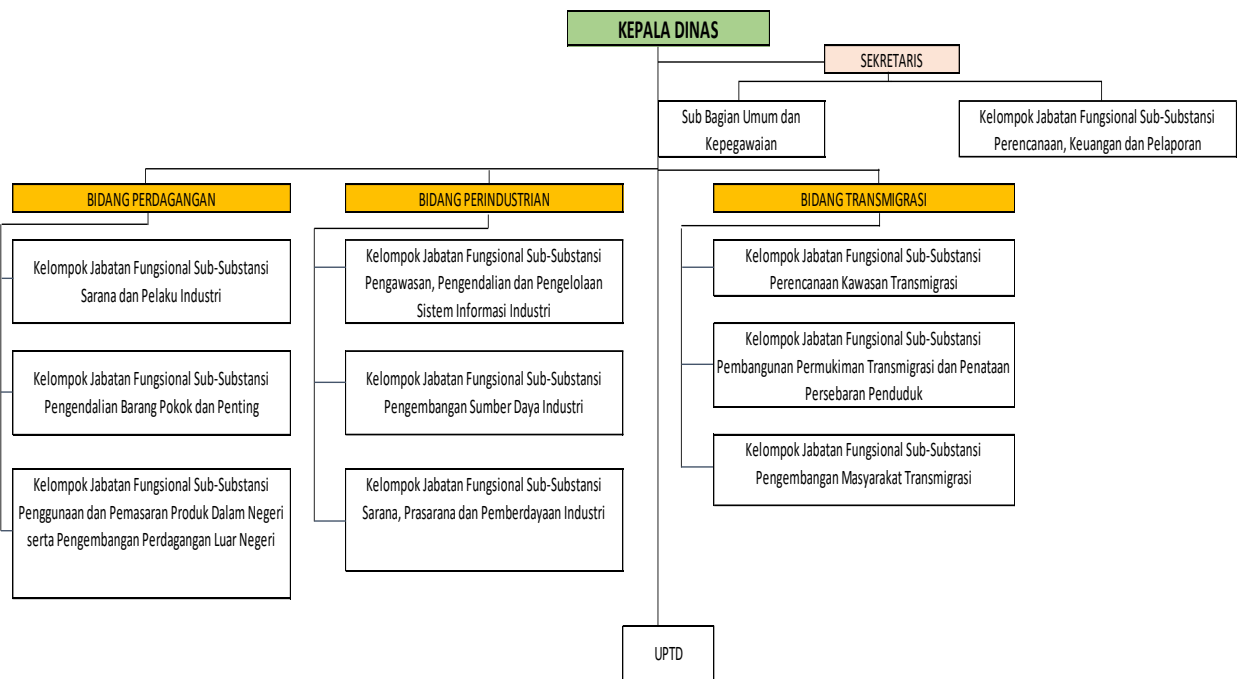 KEPALA DINAS
SEKRETARIS
Sub Bagian Umum dan
Kepegawaian
Kelompok Jabatan Fungsional Sub-Substansi
Perencanaan, Keuangan dan Pelaporan
BIDANG PERDAGANGAN
Kelompok Jabatan Fungsional Sub-Substansi
Sarana dan Pelaku Industri
Kelompok Jabatan Fungsional Sub-Substansi
Pengendalian Barang Pokok dan Penting
Kelompok Jabatan Fungsional Sub-Substansi
Penggunaan dan Pemasaran Produk Dalam Negeri
serta Pengembangan Perdagangan Luar Negeri
BIDANG PERINDUSTRIAN
Kelompok Jabatan Fungsional Sub-Substansi
Pengawasan, Pengendalian dan Pengelolaan
Sistem Informasi Industri
Kelompok Jabatan Fungsional Sub-Substansi
Pengembangan Sumber Daya Industri
Kelompok Jabatan Fungsional Sub-Substansi
Sarana, Prasarana dan Pemberdayaan Industri
BIDANG TRANSMIGRASI
Kelompok Jabatan Fungsional Sub-Substansi
Perencanaan Kawasan Transmigrasi
Kelompok Jabatan Fungsional Sub-Substansi
Pembangunan Permukiman Transmigrasi dan Penataan
Persebaran Penduduk
Kelompok Jabatan Fungsional Sub-Substansi
Pengembangan Masyarakat Transmigrasi
UPTD